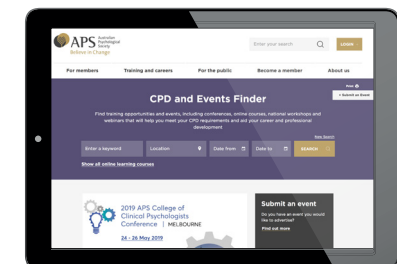 APS
Australian
Psychological
Society
Believe in Change
Enter your search
LOGIN
For members
Training and careers
For the public
Become a member
About us
Print
+ Submit an Event
CPD and Events Finder
Find training opportunities and events, including conferences, online courses, national workshops and
webinars that will help you meet your CPD requirements and aid your career and professional
development
New Search
Enter a keyword
Location
Date from
Date to
SEARCH
Show all online learning courses
2019 APS College of
Clinical Psychologists
Conference | MELBOURNE
24 - 26 May 2019
Submit an event
Do you have an event you would
like to advertise?
Find out more